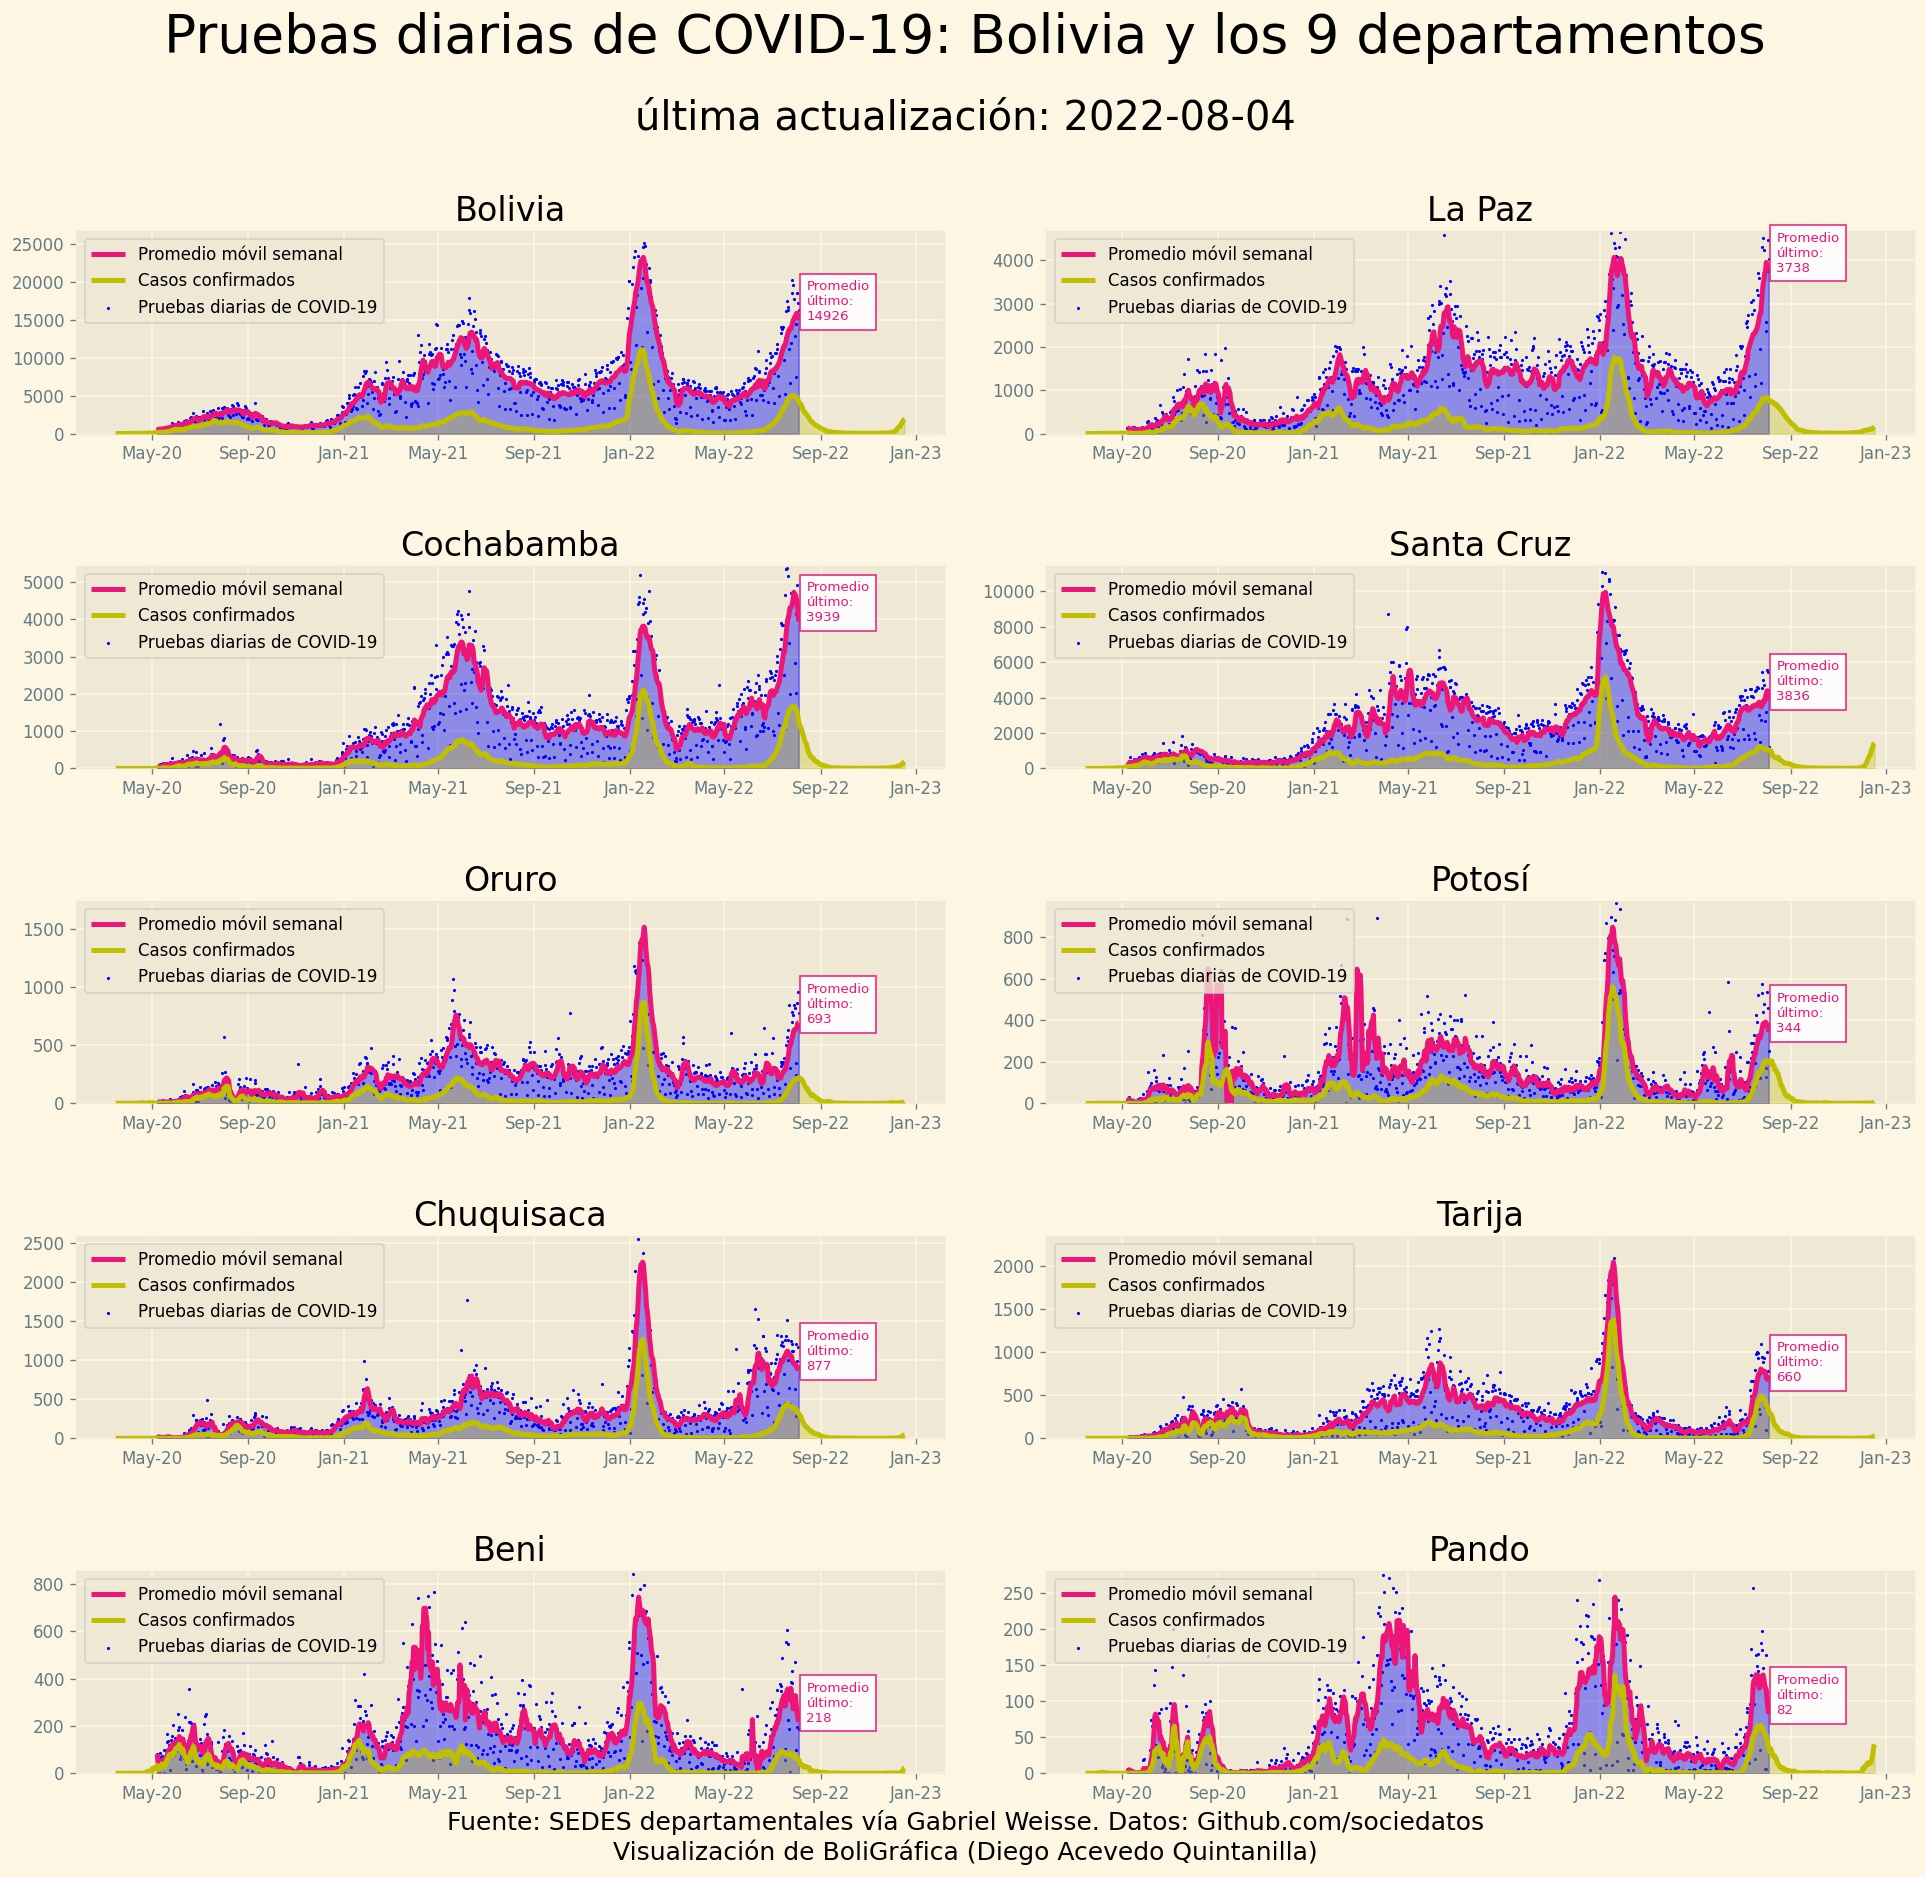 Pruebas diarias de COVID-19: Bolivia y los 9 departamentos
última actualización: 2022-08-04
Bolivia
25000
20000
15000
10000
5000
0
Promedio móvil semanal
Casos confirmados
Pruebas diarias de COVID-19
Promedio
último:
14926
May-20 Sep-20 Jan-21 May-21 Sep-21 Jan-22 May-22 Sep-22 Jan-23
La Paz
4000
3000
2000
1000
0
Promedio móvil semanal
Casos confirmados
Pruebas diarias de COVID-19
Promedio
último:
3738
May-20 Sep-20 Jan-21 May-21 Sep-21 Jan-22 May-22 Sep-22 Jan-23
Cochabamba
5000
4000
3000
2000
1000
0
Promedio móvil semanal
Casos confirmados
Pruebas diarias de COVID-19
Promedio
último:
3939
May-20 Sep-20 Jan-21 May-21 Sep-21 Jan-22 May-22 Sep-22 Jan-23
Santa Cruz
10000
8000
6000
4000
2000
0
Promedio móvil semanal
Casos confirmados
Pruebas diarias de COVID-19
Promedio
último:
3836
May-20 Sep-20 Jan-21 May-21 Sep-21 Jan-22 May-22 Sep-22 Jan-23
Oruro
1500
1000
500
0
Promedio móvil semanal
Casos confirmados
Pruebas diarias de COVID-19
Promedio
último:
693
May-20 Sep-20 Jan-21 May-21 Sep-21 Jan-22 May-22 Sep-22 Jan-23
Potosí
800
600
400
200
0
Promedio móvil semanal
Casos confirmados
Pruebas diarias de COVID-19
Promedio
último:
344
May-20 Sep-20 Jan-21 May-21 Sep-21 Jan-22 May-22 Sep-22 Jan-23
Chuquisaca
2500
2000
1500
1000
500
0
Promedio móvil semanal
Casos confirmados
Pruebas diarias de COVID-19
Promedio
último:
877
May-20 Sep-20 Jan-21 May-21 Sep-21 Jan-22 May-22 Sep-22 Jan-23
Tarija
2000
1500
1000
500
0
Promedio móvil semanal
Casos confirmados
Pruebas diarias de COVID-19
Promedio
último:
660
May-20 Sep-20 Jan-21 May-21 Sep-21 Jan-22 May-22 Sep-22 Jan-23
Beni
800
600
400
200
0
Promedio móvil semanal
Casos confirmados
Pruebas diarias de COVID-19
Promedio
último:
218
May-20 Sep-20 Jan-21 May-21 Sep-21 Jan-22 May-22 Sep-22 Jan-23
Pando
250
200
150
100
50
0
Promedio móvil semanal
Casos confirmados
Pruebas diarias de COVID-19
Promedio
último:
82
May-20 Sep-20 Jan-21 May-21 Sep-21 Jan-22 May-22 Sep-22 Jan-23
Fuente: SEDES departamentales vía Gabriel Weisse. Datos: Github.com/sociedatos
Visualización de BoliGráfica (Diego Acevedo Quintanilla)